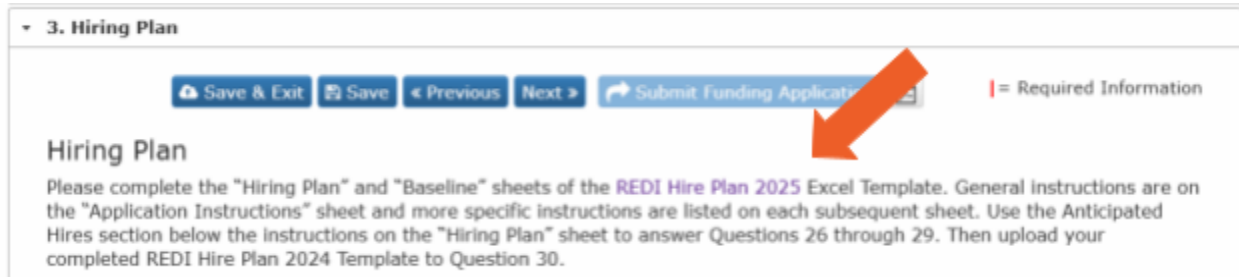 3. Hiring Plan
Save & Exit Save « Previous Next » Submit Funding
= Required Information
Hiring Plan
Please complete the "Hiring Plan" and "Baseline" sheets of the REDI Hire Plan 2025 Excel Template. General instructions are on
the "Application Instructions" sheet and more specific instructions are listed on each subsequent sheet. Use the Anticipated
Hires section below the instructions on the "Hiring Plan" sheet to answer Questions 26 through 29. Then upload your
completed REDI Hire Plan 2024 Template to Question 30.